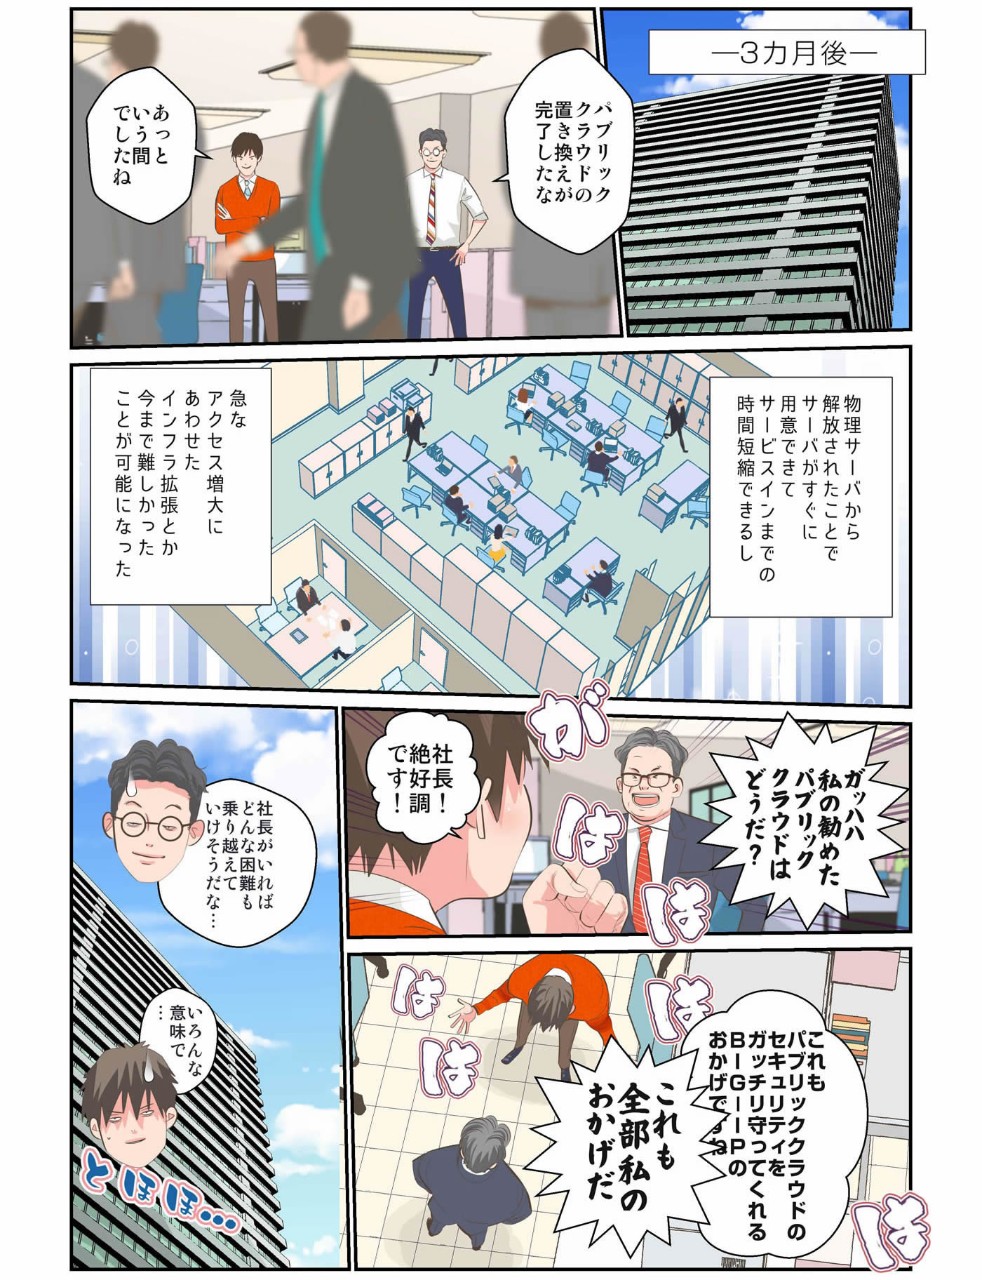 ―3カ月後―
パブリック
クラウドの
置き換えが
完了したな
あっと
いう間
でしたね
物理サーバから
解放されたことで
サーバがすぐに
用意できて
サービスインまでの
時間短縮できるし
急な
アクセス増大に
あわせた
インフラ拡張とか
今まで難しかった
ことが可能になった
ガッハハ
私の勧めた
パブリック
クラウドは
どうだ?
が
は
は
社長!
絶好調
です!
これも
パブリッククラウドの
セキュリティを
ガッチリ守ってくれる
BIG-IPの
おかげです
これも
全部私の
おかげだ
は
は
は
は
社長がいれば
どんな困難も
乗り越えて
いけそうだな…
いろんな
意味で
…
とほほ…